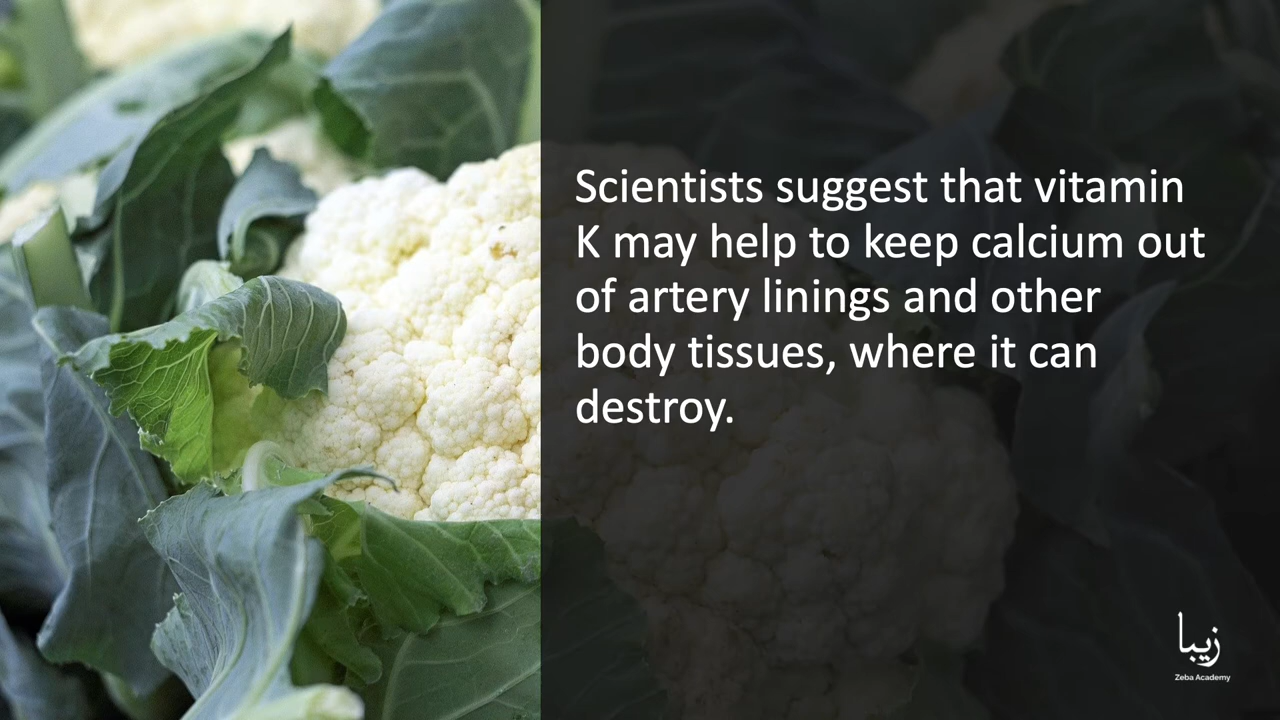 Scientists suggest that vitamin
K may help to keep calcium out
of artery linings and other
body tissues, where it can
destroy.
زيبا
Zeba Academy